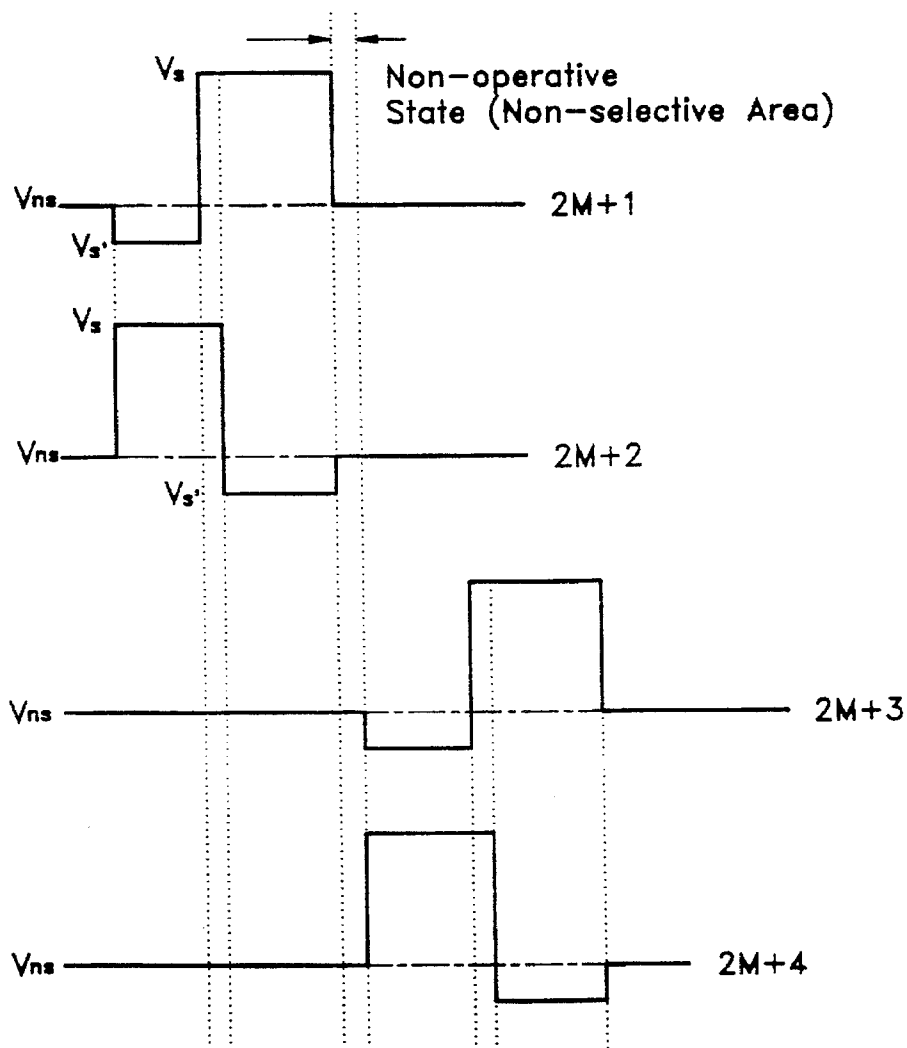 Vs
Non-operative
State (Non-selective Area)
Vns
2M+1
Vs'
Vs
Vns
2M+2
Vs'
Vns
2M+3
Vns
2M+4